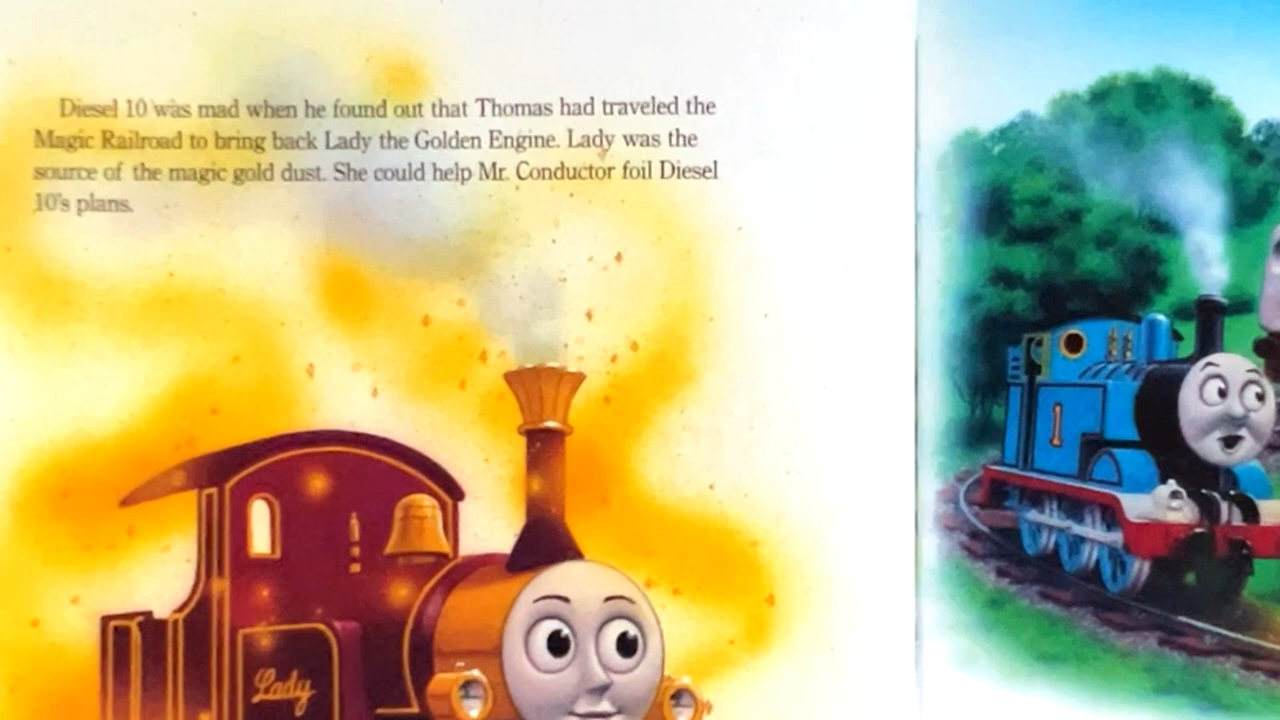 Diesel 10 was mad when he found out that Thomas had traveled the
Magic Railroad to bring back Lady the Golden Engine. Lady was the
source of the magic gold dust. She could help Mr. Conductor foil Diesel
10's plans.
Lady
1